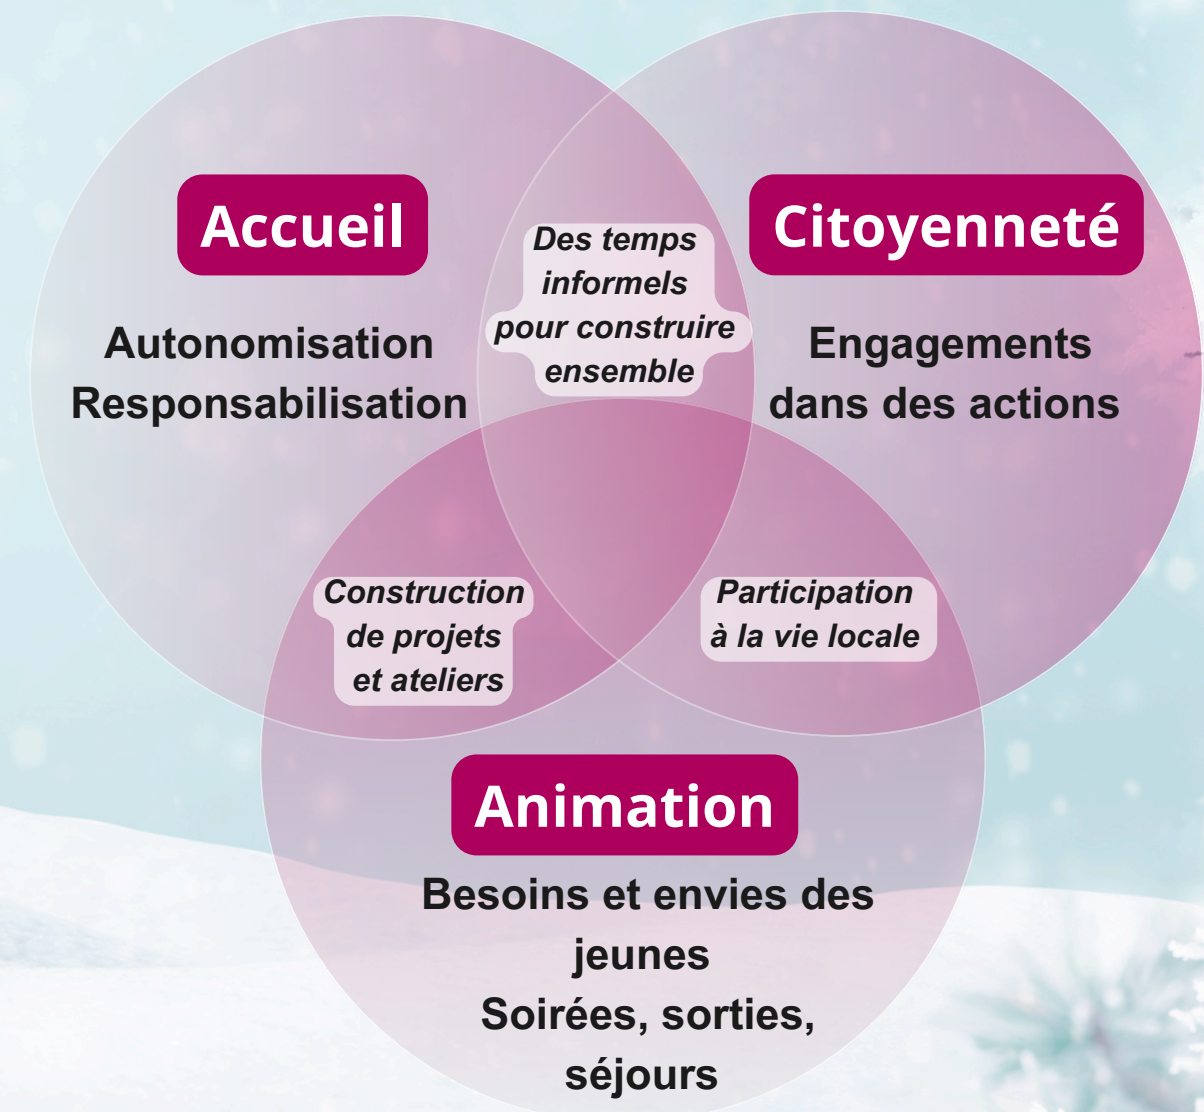 Accueil
Autonomisation
Responsabilisation
Des temps
informels
pour construire
ensemble
Citoyenneté
Engagements
dans des actions
Construction
de projets
et ateliers
Participation
à la vie locale
Animation
Besoins et envies des
jeunes
Soirées, sorties,
séjours